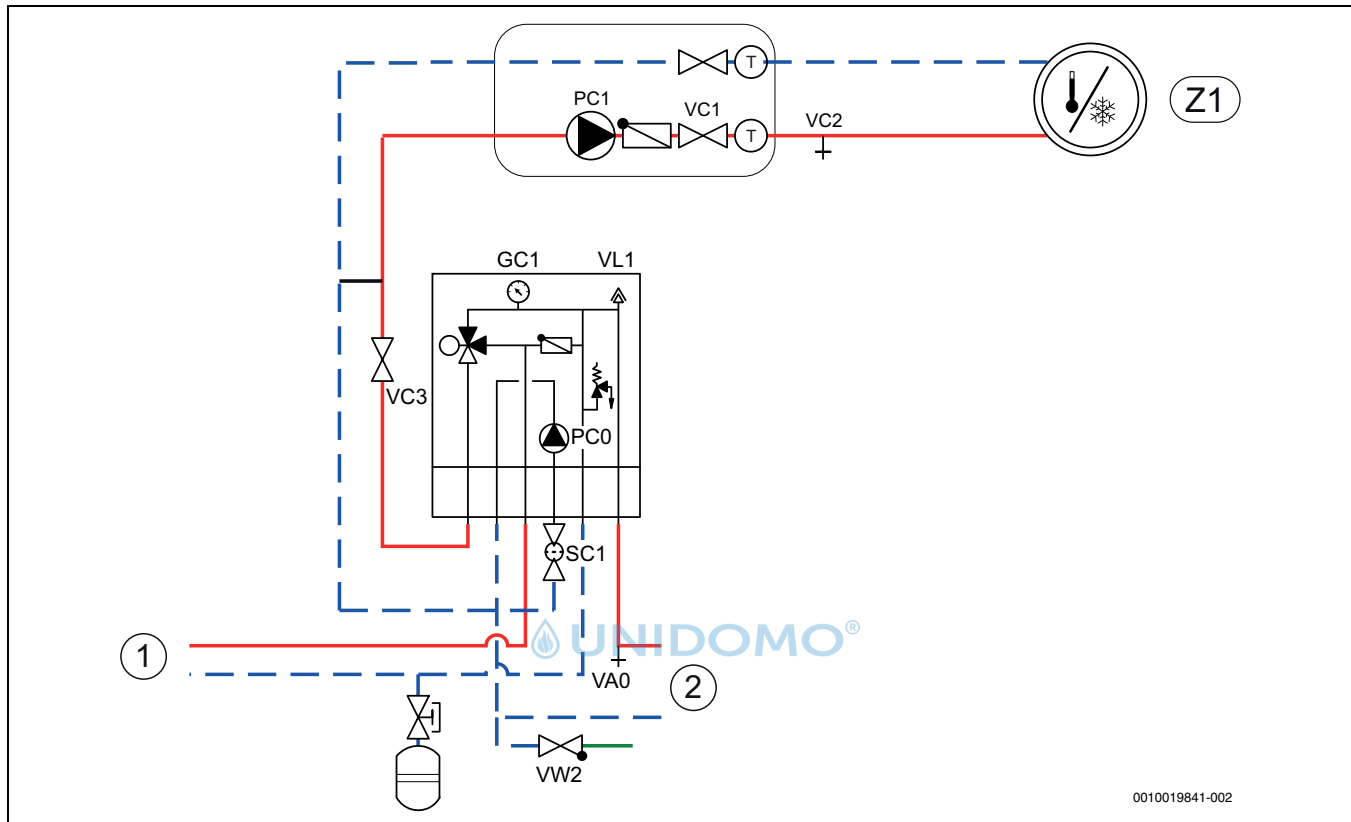 T
PC1
VC1
T
VC2
Z1
GC1
VL1
VC3
PC0
SC1
UNIDOMO®
1
VA0
2
VW2
0010019841-002